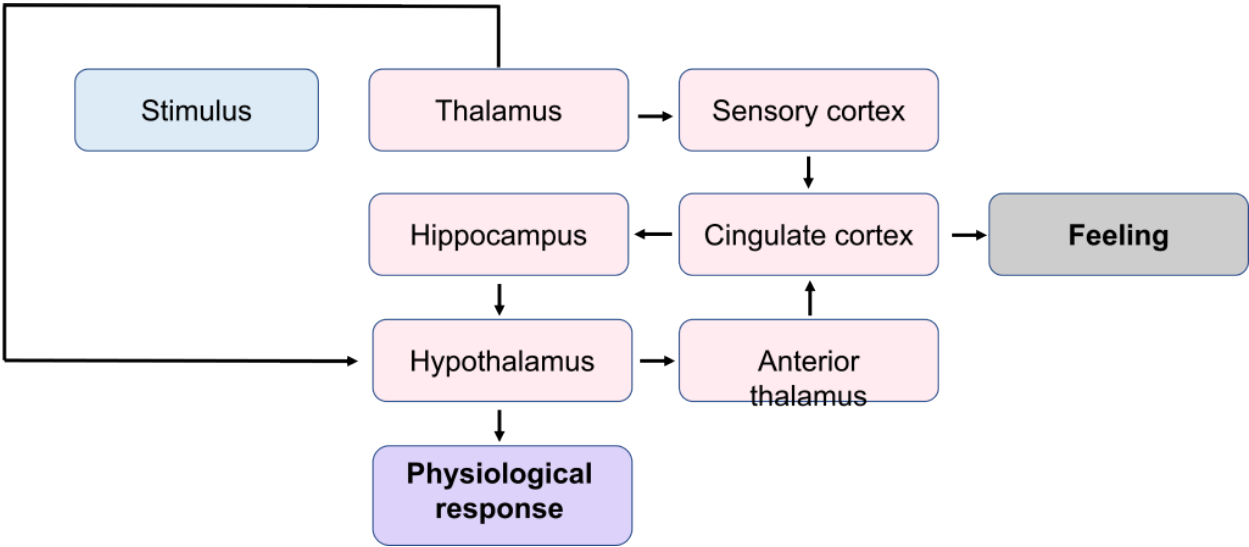 Stimulus
Thalamus
Sensory cortex
Hippocampus
Cingulate cortex
Feeling
Hypothalamus
Anterior
thalamus
Physiological
response